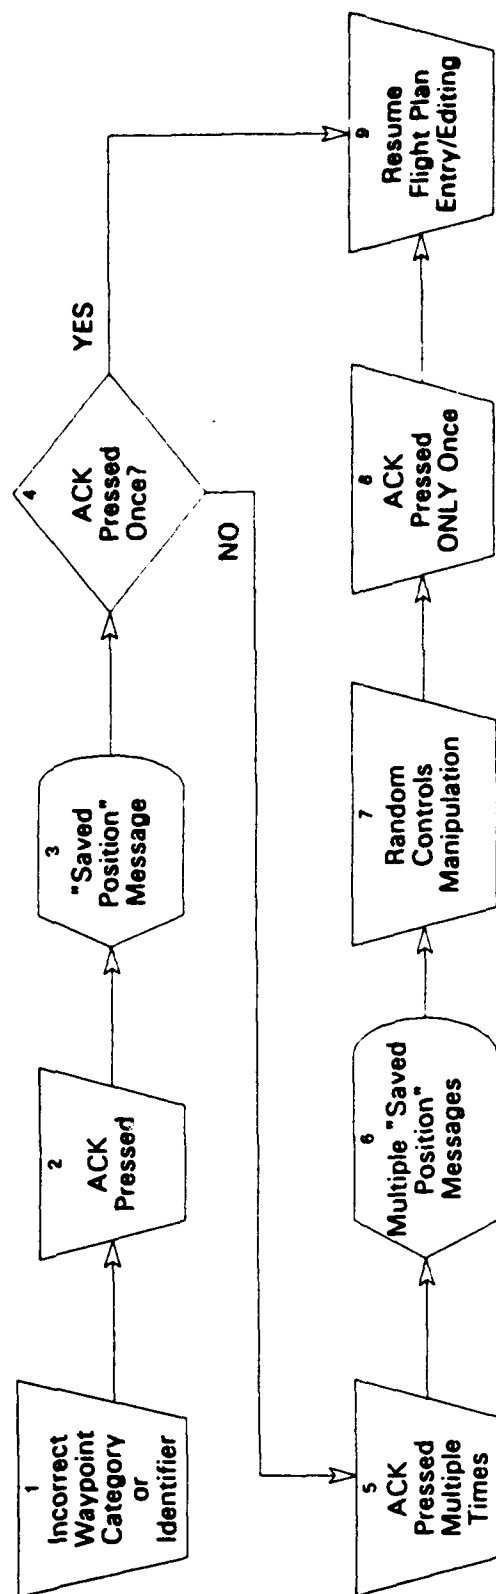 1
Incorrect
Waypoint
Category
or
Identifier
2
ACK
Pressed
3
"Saved
Position"
Message
4
ACK
Pressed
Once?
YES
NO
5
ACK
Pressed
Multiple
Times
6
Multiple "Saved
Position"
Messages
7
Random
Controls
Manipulation
8
ACK
Pressed
ONLY Once
9
Resume
Flight Plan
Entry/Editing